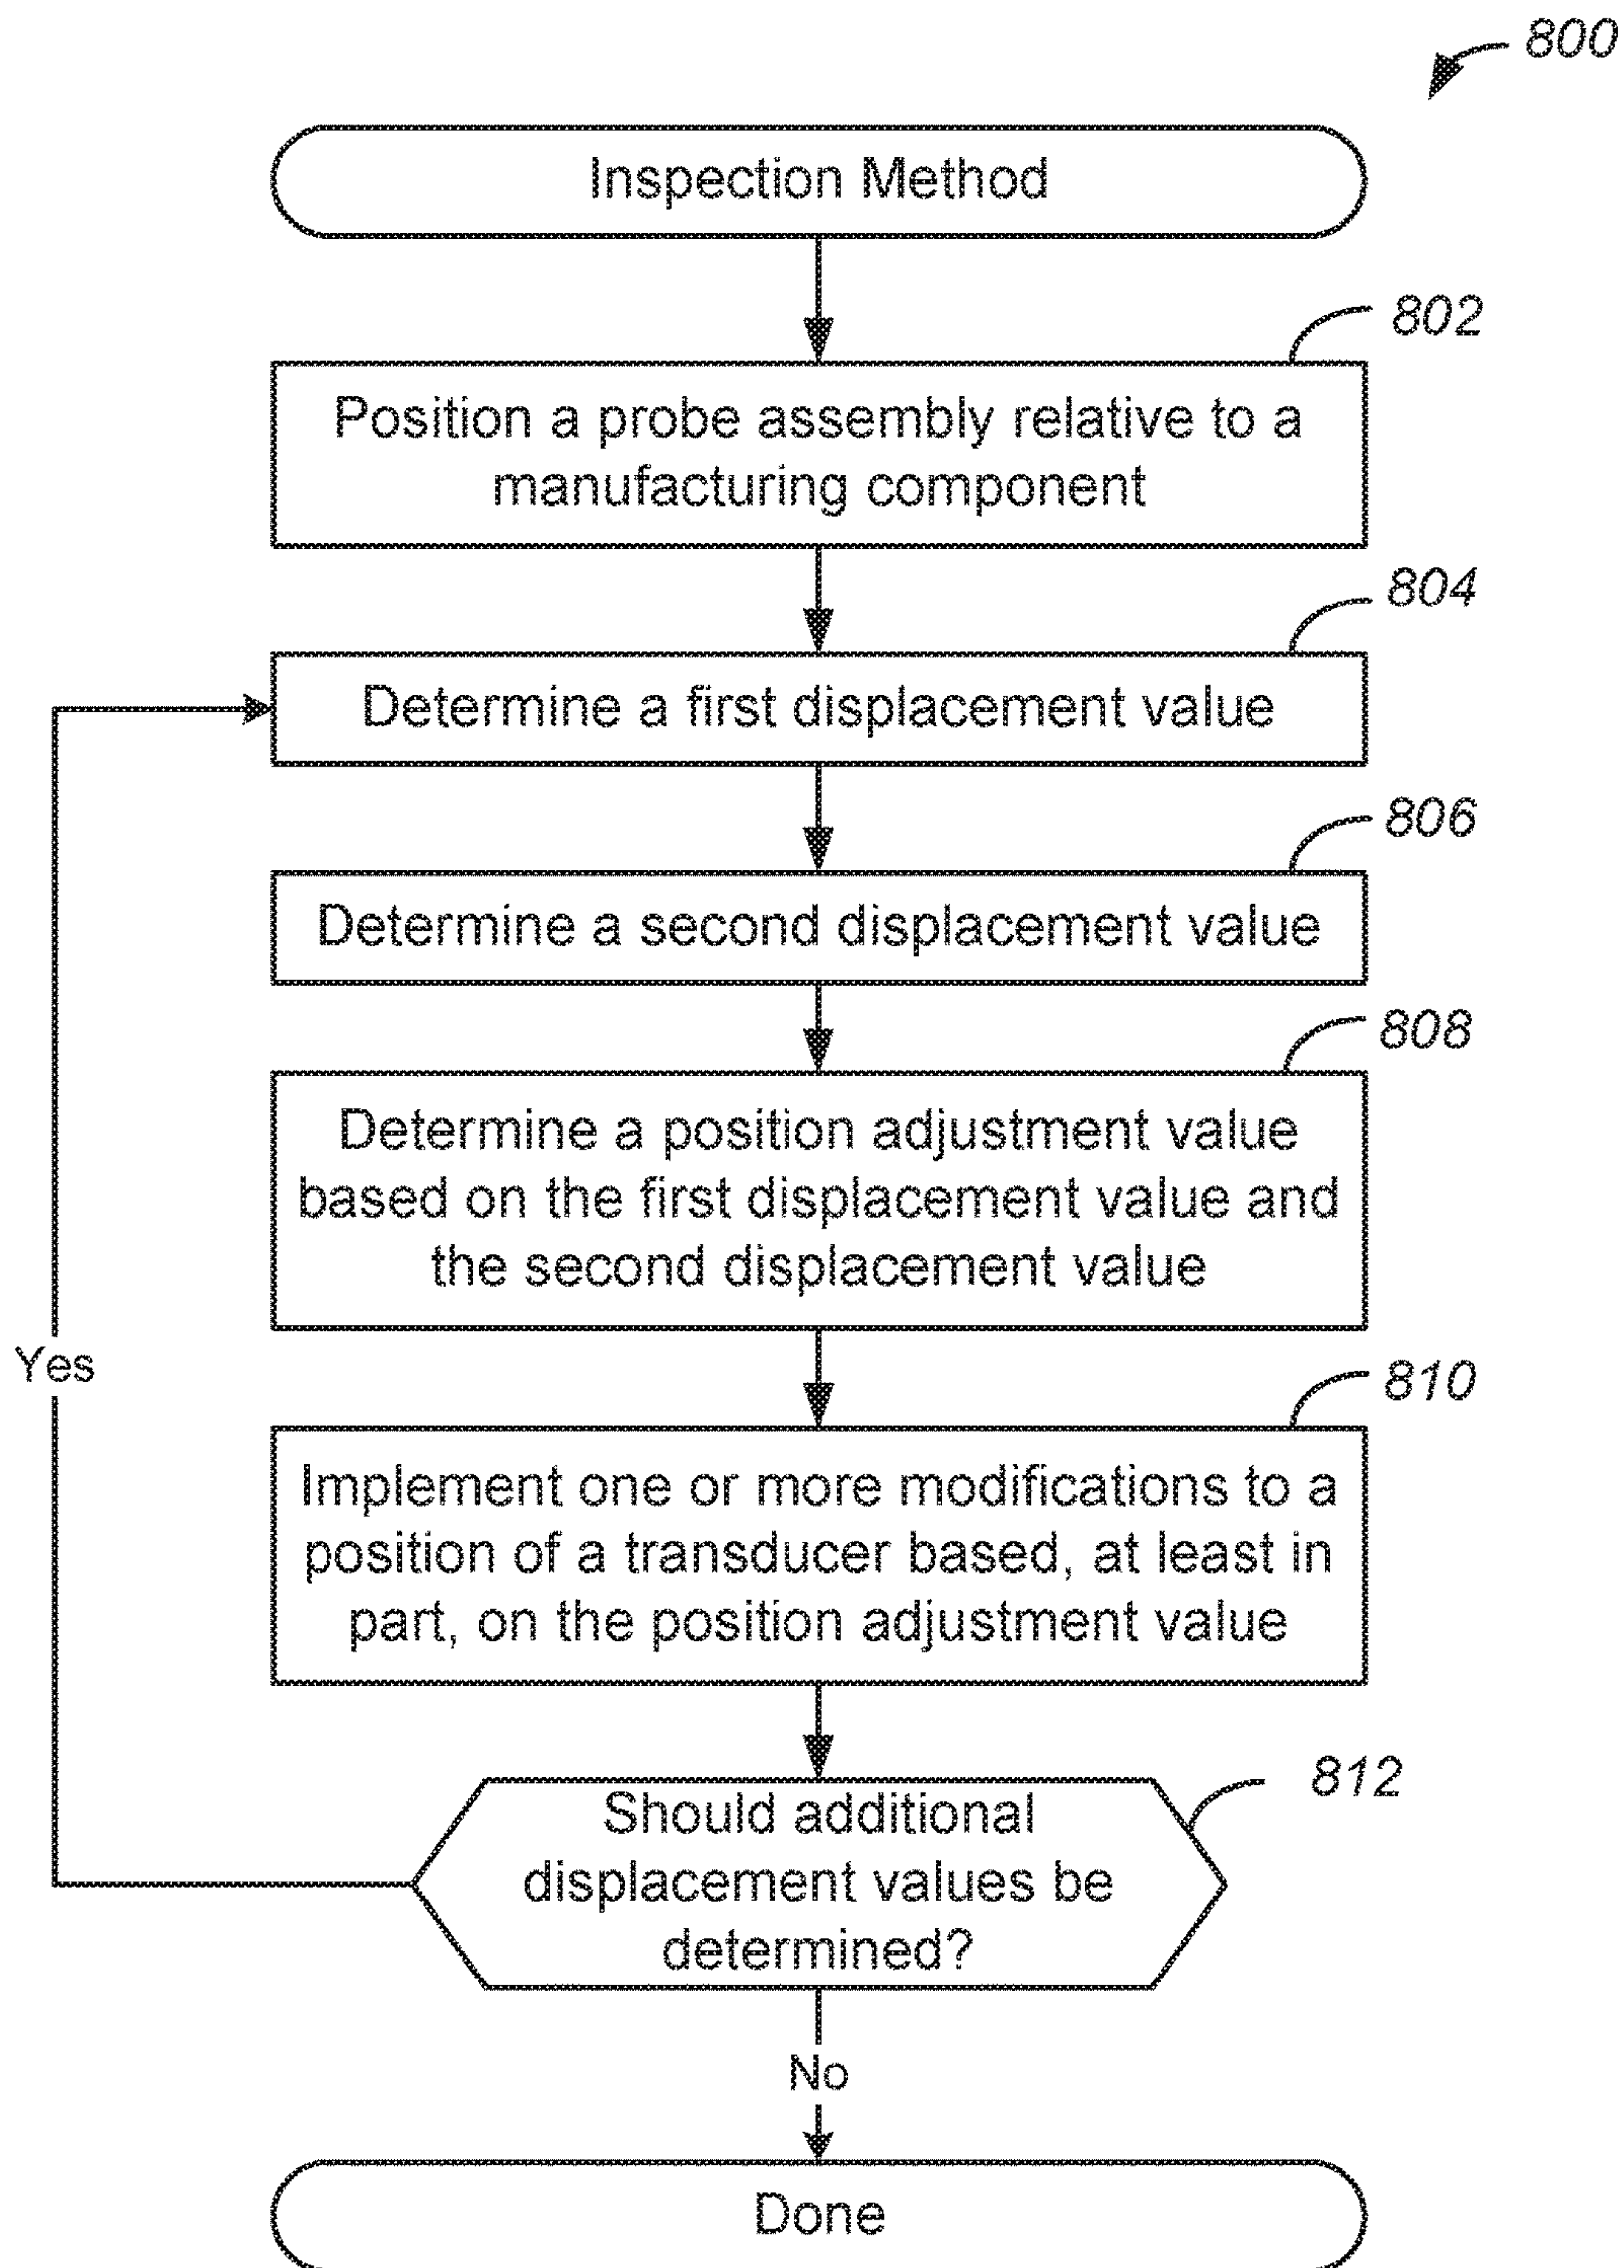 800
Inspection Method
802
Position a probe assembly relative to a
manufacturing component
804
Determine a first displacement value
806
Determine a second displacement value
808
Determine a position adjustment value
based on the first displacement value and
the second displacement value
Yes
810
Implement one or more modifications to a
position of a transducer based, at least in
part, on the position adjustment value
812
Should additional
displacement values be
determined?
No
Done